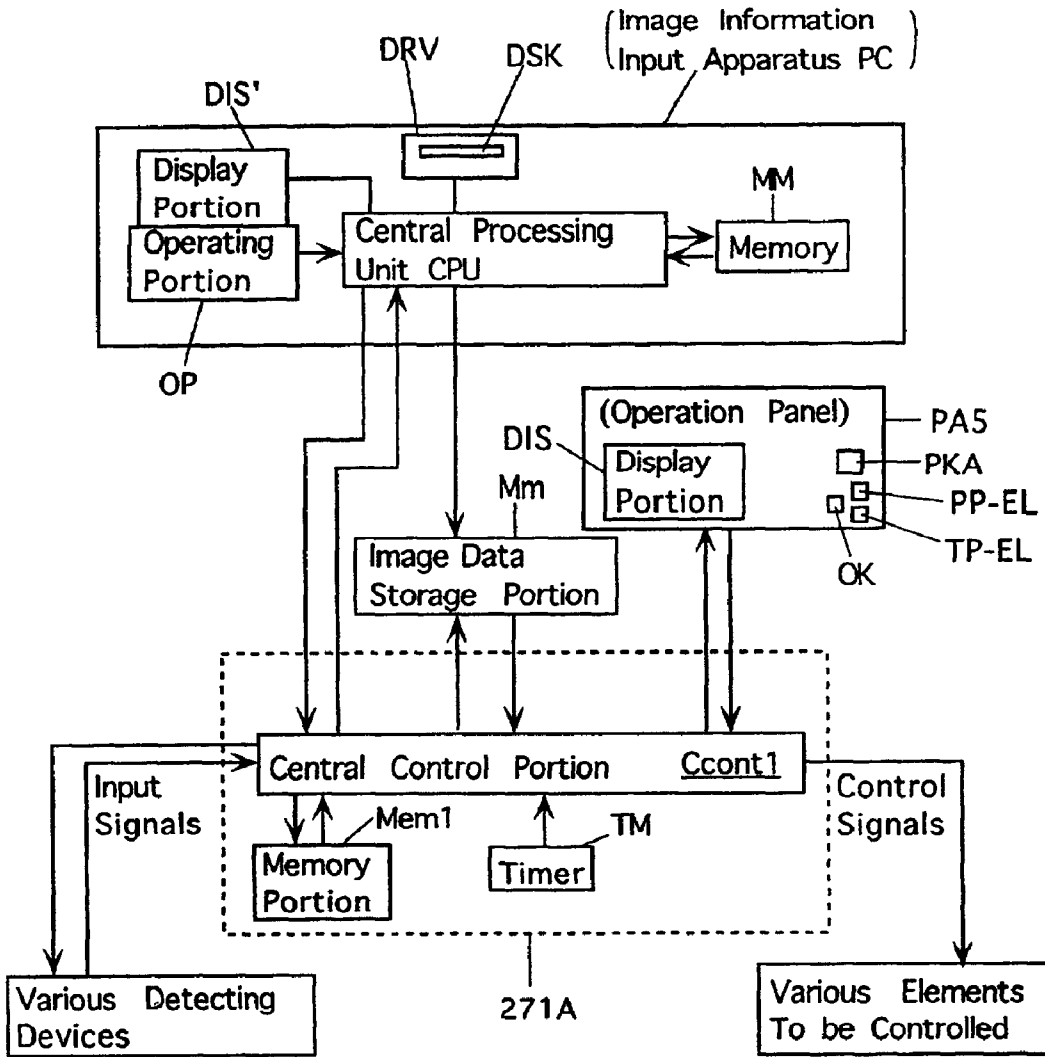 (Image Information
Input Apparatus PC)
DRV
DSK
DIS'
Display
Portion
Operating
Portion
OP
Central Processing
Unit CPU
MM
Memory
(Operation Panel)
PA5
DIS
Display
Portion
PKA
PP-EL
TP-EL
OK
Mm
Image Data
Storage Portion
Central Control Portion Ccont1
Input
Signals
Control
Signals
Mem1
Memory
Portion
TM
Timer
271A
Various Detecting
Devices
Various Elements
To be Controlled